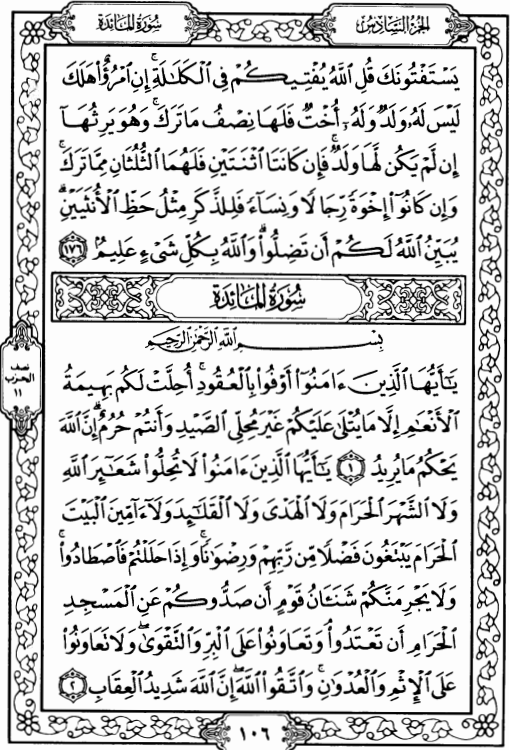 الجزء السادس
سورة المائدة
يَسْتَفْتُونَكَ قُلِ ٱللَّهُ يُفْتِيكُمْ فِى ٱلْكَلَٰلَةِ إِنِ ٱمْرُؤٌا۟ هَلَكَ
لَيْسَ لَهُۥ وَلَدٌ وَلَهُۥٓ أُخْتٌ فَلَهَا نِصْفُ مَا تَرَكَ وَهُوَ يَرِثُهَآ
إِن لَّمْ يَكُن لَّهَا وَلَدٌ فَإِن كَانَتَا ٱثْنَتَيْنِ فَلَهُمَا ٱلثُّلُثَانِ مِمَّا تَرَكَ
وَإِن كَانُوٓا۟ إِخْوَةً رِّجَالًا وَنِسَآءً فَلِلذَّكَرِ مِثْلُ حَظِّ ٱلْأُنثَيَيْنِ
يُبَيِّنُ ٱللَّهُ لَكُمْ أَن تَضِلُّوا۟ وَٱللَّهُ بِكُلِّ شَىْءٍ عَلِيمٌۢ ١٧٦
سُورَةُ المَائدة
بِسْمِ ٱللَّهِ ٱلرَّحْمَٰنِ ٱلرَّحِيمِ
يَٰٓأَيُّهَا ٱلَّذِينَ ءَامَنُوٓا۟ أَوْفُوا۟ بِٱلْعُقُودِ أُحِلَّتْ لَكُم بَهِيمَةُ
ٱلْأَنْعَٰمِ إِلَّا مَا يُتْلَىٰ عَلَيْكُمْ غَيْرَ مُحِلِّى ٱلصَّيْدِ وَأَنتُمْ حُرُمٌ إِنَّ ٱللَّهَ
يَحْكُمُ مَا يُرِيدُ ١ يَٰٓأَيُّهَا ٱلَّذِينَ ءَامَنُوا۟ لَا تُحِلُّوا۟ شَعَٰٓئِرَ ٱللَّهِ
وَلَا ٱلشَّهْرَ ٱلْحَرَامَ وَلَا ٱلْهَدْىَ وَلَا ٱلْقَلَٰٓئِدَ وَلَآ ءَآمِّينَ ٱلْبَيْتَ
ٱلْحَرَامَ يَبْتَغُونَ فَضْلًا مِّن رَّبِّهِمْ وَرِضْوَٰنًا وَإِذَا حَلَلْتُمْ فَٱصْطَادُوا۟
وَلَا يَجْرِمَنَّكُمْ شَنَـَٔانُ قَوْمٍ أَن صَدُّوكُمْ عَنِ ٱلْمَسْجِدِ
ٱلْحَرَامِ أَن تَعْتَدُوا۟ وَتَعَاوَنُوا۟ عَلَى ٱلْبِرِّ وَٱلتَّقْوَىٰ وَلَا تَعَاوَنُوا۟
عَلَى ٱلْإِثْمِ وَٱلْعُدْوَٰنِ وَٱتَّقُوا۟ ٱللَّهَ إِنَّ ٱللَّهَ شَدِيدُ ٱلْعِقَابِ ٢
نصف
الحزب
١١
١٠٦